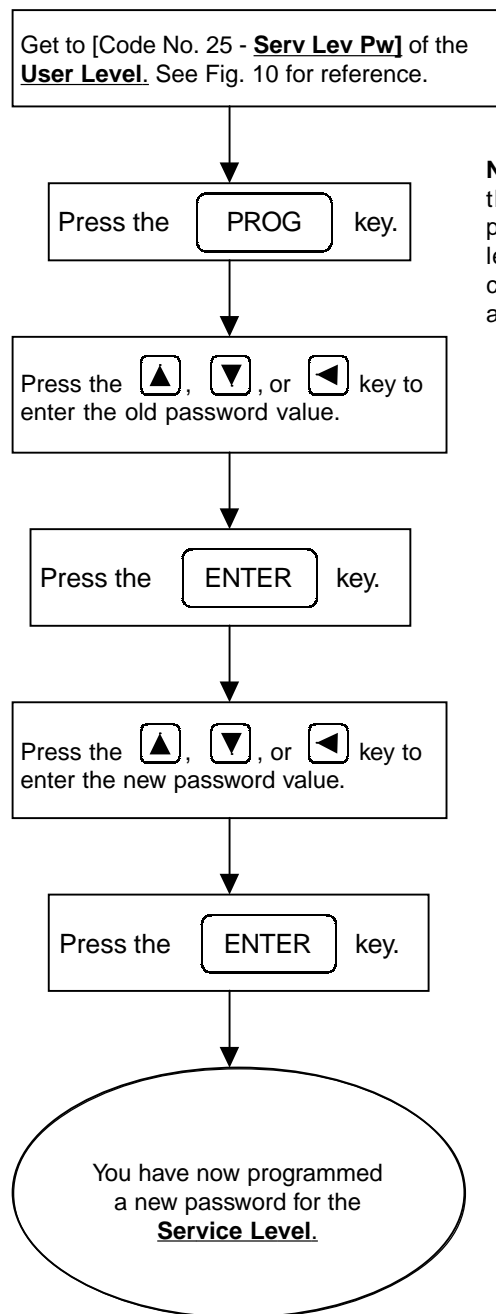 Get to [Code No. 25 - Serv Lev Pw] of the
User Level. See Fig. 10 for reference.
Press the PROG key.
Press the ▲, ▼, or ◀ key to
enter the old password value.
Press the ENTER key.
Press the ▲, ▼, or ◀ key to
enter the new password value.
Press the ENTER key.
You have now programmed
a new password for the
Service Level.